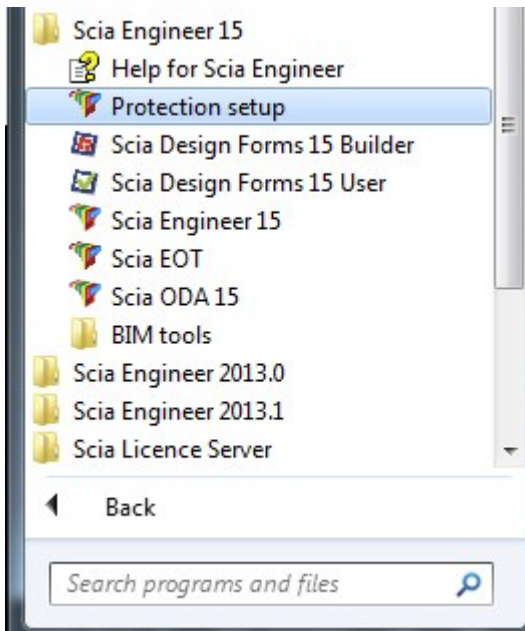 Scia Engineer 15
Help for Scia Engineer
Protection setup
Scia Design Forms 15 Builder
Scia Design Forms 15 User
Scia Engineer 15
Scia EOT
Scia ODA 15
BIM tools
Scia Engineer 2013.0
Scia Engineer 2013.1
Scia Licence Server
Back
Search programs and files